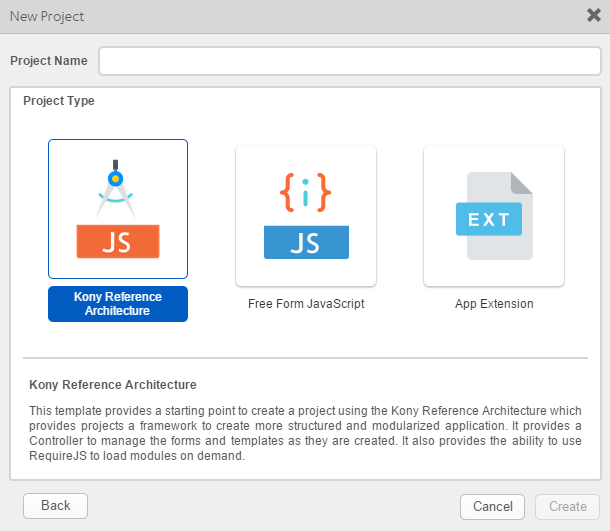 New Project
Project Name
Project Type
JS
{i}
JS
EXT
Kony Reference
Architecture
Free Form JavaScript
App Extension
Kony Reference Architecture
This template provides a starting point to create a project using the Kony Reference Architecture which
provides projects a framework to create more structured and modularized application. It provides a
Controller to manage the forms and templates as they are created. It also provides the ability to use
RequireJS to load modules on demand.
Back
Cancel
Create